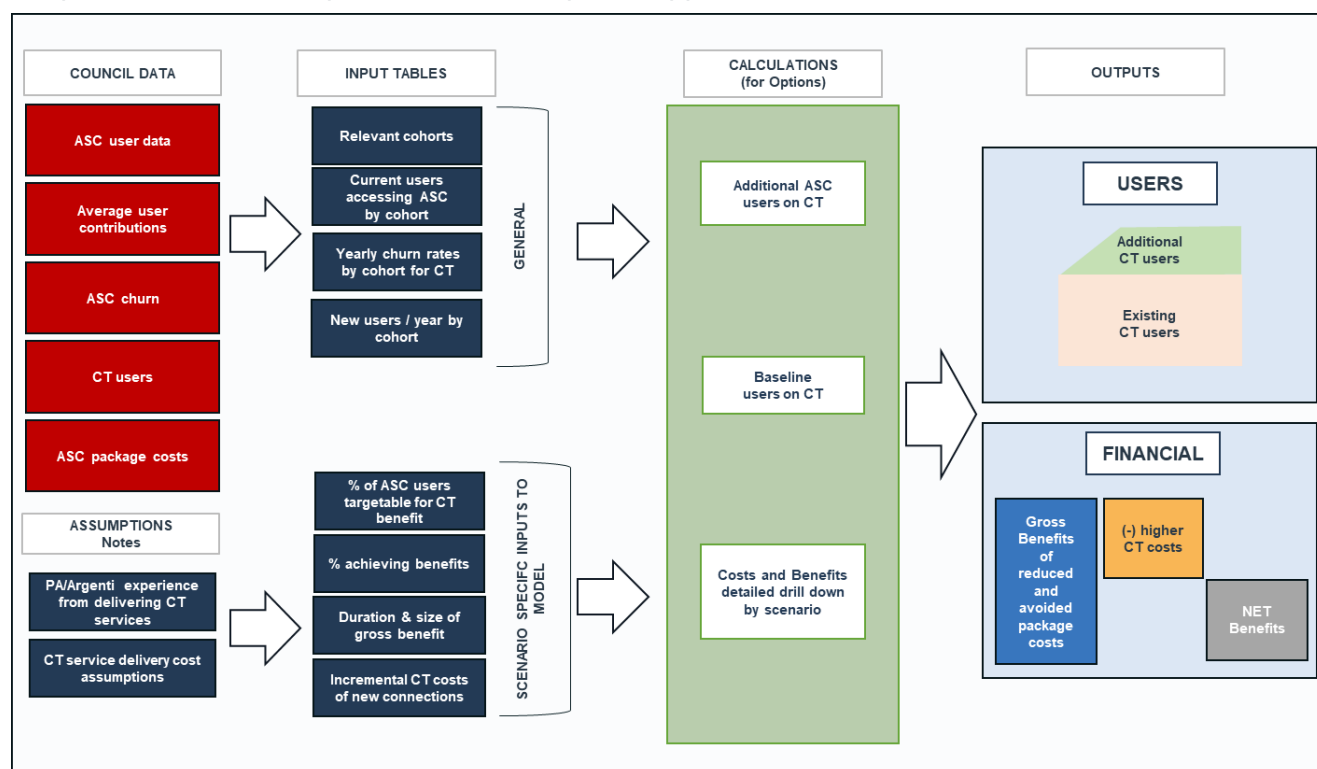 COUNCIL DATA
ASC user data
Average user
contributions
ASC churn
CT users
ASC package costs
ASSUMPTIONS
Notes
PA/Argenti experience
from delivering CT
services
CT service delivery cost
assumptions
INPUT TABLES
Relevant cohorts
Current users
accessing ASC
by cohort
Yearly churn rates
by cohort for CT
New users / year by
cohort
GENERAL
% of ASC users
targetable for CT
benefit
% achieving benefits
Duration & size of
gross benefit
Incremental CT costs
of new connections
SCENARIO SPECIFC INPUTS TO
MODEL
CALCULATIONS
(for Options)
Additional ASC
users on CT
Baseline
users on CT
Costs and Benefits
detailed drill down
by scenario
OUTPUTS
USERS
Additional
CT users
Existing
CT users
FINANCIAL
Gross
Benefits
of
reduced
and
avoided
package
costs
(-) higher
CT costs
NET
Benefits